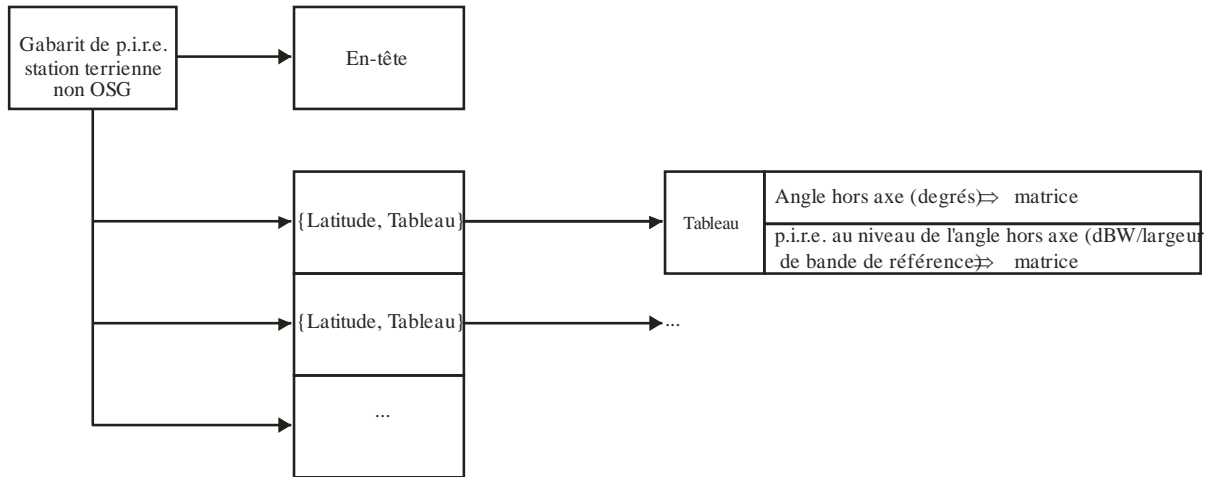 Gabarit de p.i.r.e.
station terrienne
non OSG
En-tête
{Latitude, Tableau}
Tableau
Angle hors axe (degrés)⇒ matrice
p.i.r.e. au niveau de l'angle hors axe (dBW/largeur
de bande de référence)⇒ matrice
{Latitude, Tableau}
...
...